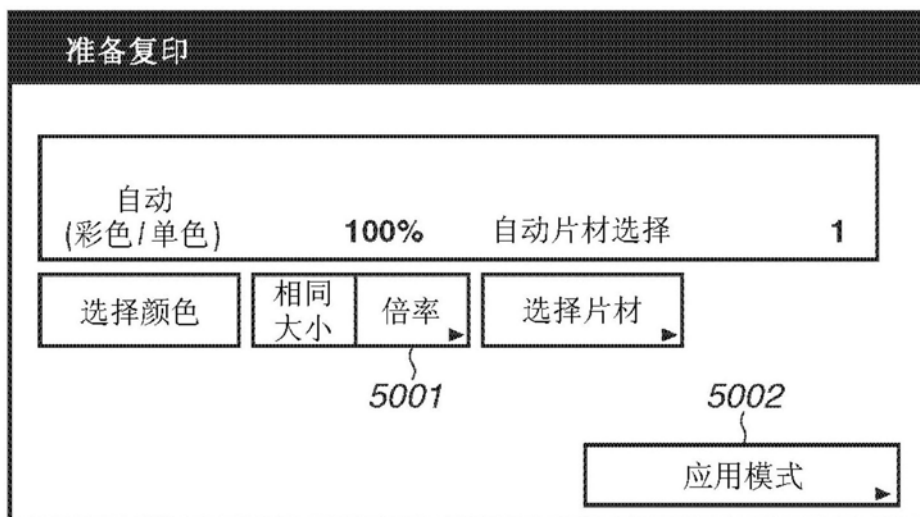 准备复印
自动
(彩色/单色)
100%
自动片材选择
1
选择颜色
相同
大小
倍率
选择片材
5001
5002
应用模式